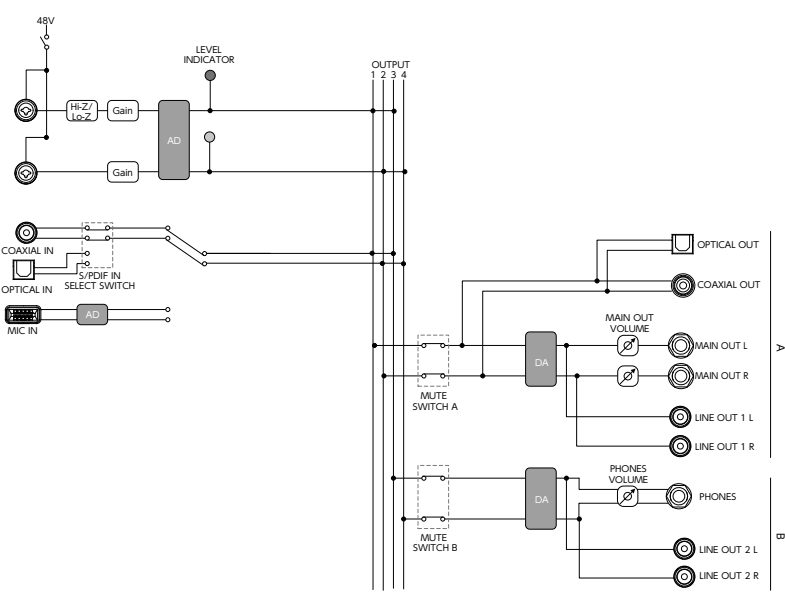 48V
LEVEL
INDICATOR
OUTPUT
1 2 3 4
Hi-Z/
Lo-Z
Gain
AD
Gain
COAXIAL IN
OPTICAL IN
S/PDIF IN
SELECT SWITCH
MIC IN
AD
OPTICAL OUT
COAXIAL OUT
MAIN OUT
VOLUME
MAIN OUT L
DA
MAIN OUT R
MUTE
SWITCH A
LINE OUT 1 L
LINE OUT 1 R
A
PHONES
VOLUME
DA
PHONES
MUTE
SWITCH B
LINE OUT 2 L
LINE OUT 2 R
B